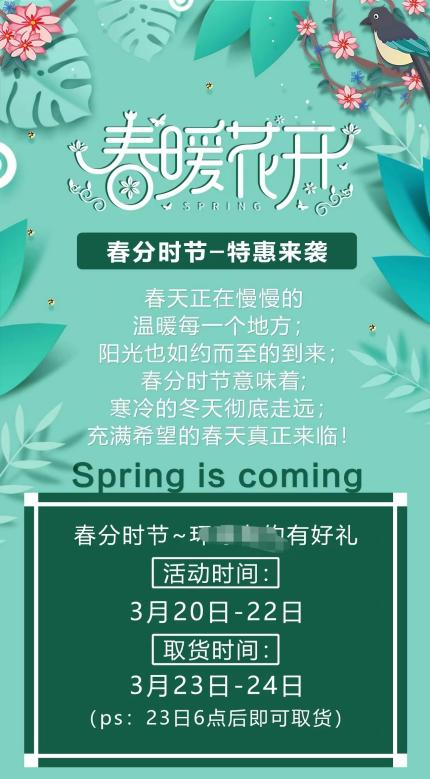 春暖花开
SPRING
春分时节-特惠来袭
春天正在慢慢的
温暖每一个地方；
阳光也如约而至的到来；
春分时节意味着;
寒冷的冬天彻底走远；
充满希望的春天真正来临！
Spring is coming
春分时节~有好礼
活动时间：
3月20日-22日
取货时间：
3月23日-24日
（ps：23日6点后即可取货）